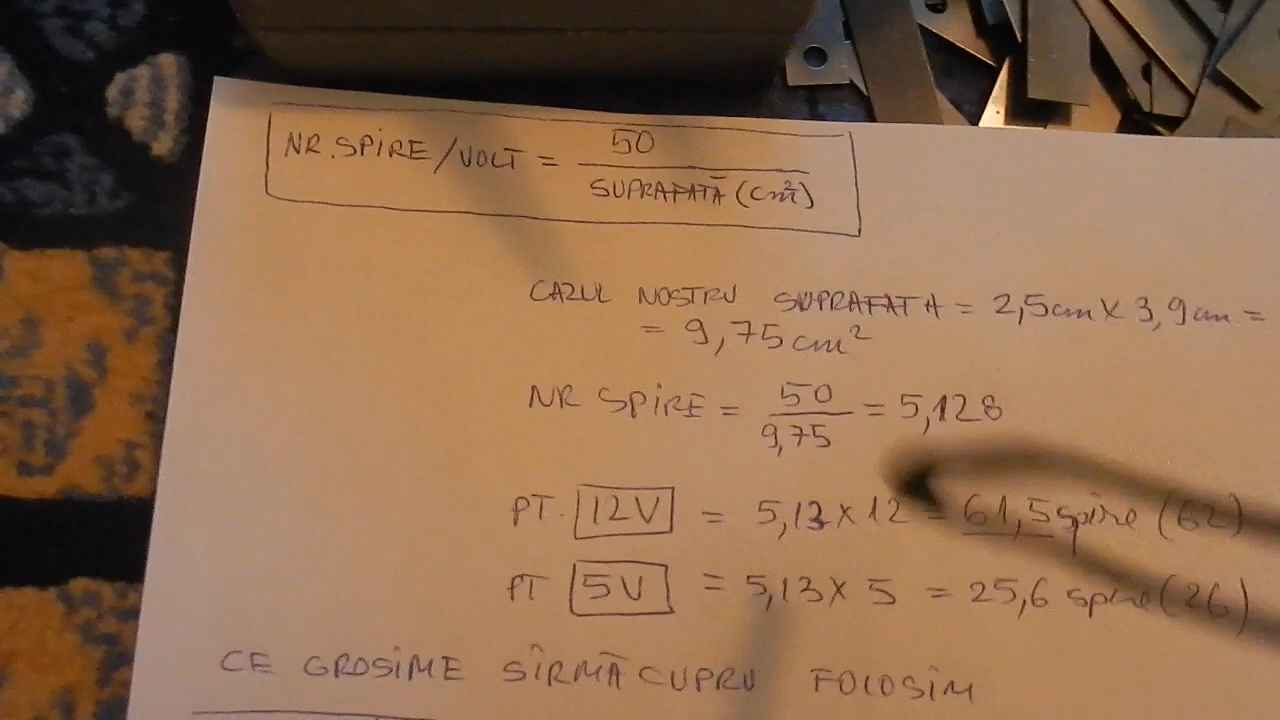 NR. SPIRE/VOLT = 50
SUPRAFAȚĂ (cm²)
CAZUL NOSTRU SUPRAFAȚA = 2,5cm X 3,9cm =
= 9,75cm²
NR SPIRE = 50 = 5,128
9,75
PT. 12V = 5,13 X 12 = 61,5 spire (62)
PT 5V = 5,13 X 5 = 25,6 spire (26)
CE GROSIME SÎRMĂ CUPRU FOLOSIM